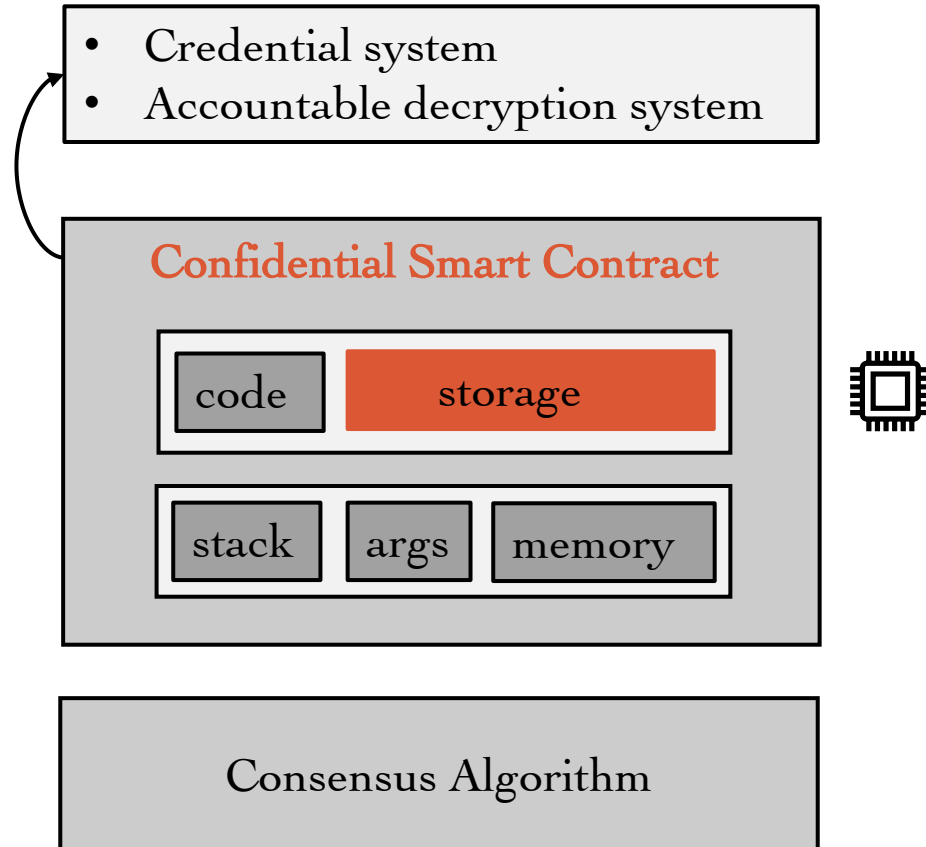 • Credential system
• Accountable decryption system
Confidential Smart Contract
code storage
stack args memory
Consensus Algorithm